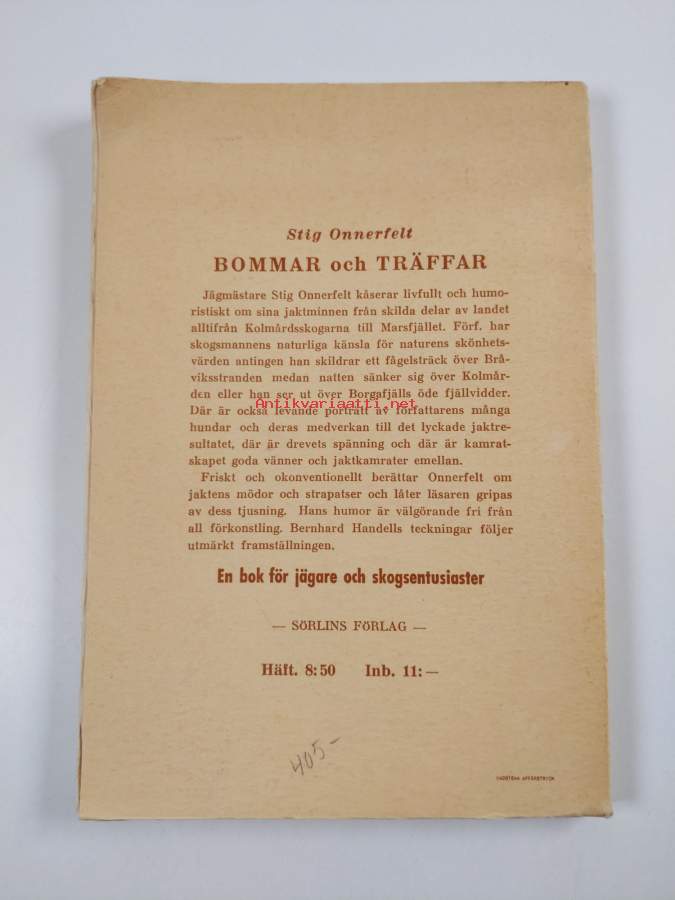 Stig Onnerfelt
BOMMAR och TRÄFFAR
Jägmästare Stig Onnerfelt kåserar livfullt och humo-
ristiskt om sina jaktminnen från skilda delar av landet
alltifrån Kolmårdsskogarna till Marsfjället. Förf. har
skogsmannens naturliga känsla för naturens skönhets-
värden antingen han skildrar ett fågelsträck över Brå-
viksstranden medan natten sänker sig över Kolmår-
den eller han ser ut över Borgafjälls öde fjällvidder.
Antikvariaatti.net
Där är också levande porträtt av författarens många
hundar och deras medverkan till det lyckade jaktre-
sultatet, där är drevets spänning och där är kamrat-
skapet goda vänner och jaktkamrater emellan.
Friskt och okonventionellt berättar Onnerfelt om
jaktens mödor och strapatser och låter läsaren gripas
av dess tjusning. Hans humor är välgörande fri från
all förkonstling. Bernhard Handells teckningar följer
utmärkt framställningen.
En bok för jägare och skogsentusiaster
— SÖRLINS FÖRLAG —
Häft. 8:50 Inb. 11:—
405-
VADSTENA AFFÄRSTRYCK